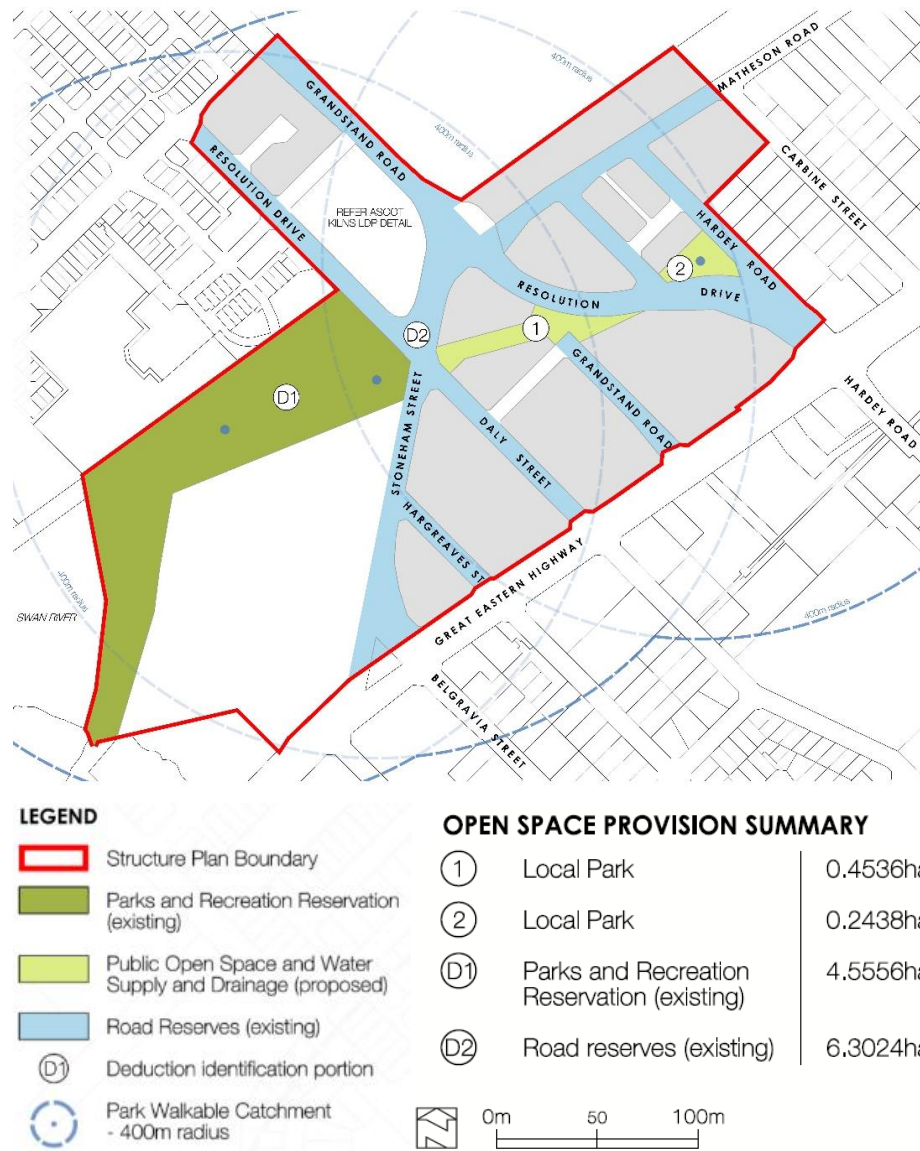 MATHESON ROAD
400m radius
GRANDSTAND ROAD
400m radius
CARBINE STREET
RESOLUTION DRIVE
REFER ASCOT
KILNS LDP DETAIL
HARDEY ROAD
2
RESOLUTION DRIVE
1
D2
GRANDSTAND ROAD
D1
HARDEY ROAD
STONEHAM STREET
DALY STREET
HARGREAVES ST
GREAT EASTERN HIGHWAY
400m radius
400m radius
SWAN RIVER
BELGRAVIA STREET
LEGEND
Structure Plan Boundary
Parks and Recreation Reservation
(existing)
Public Open Space and Water
Supply and Drainage (proposed)
Road Reserves (existing)
D1 Deduction identification portion
Park Walkable Catchment
- 400m radius
OPEN SPACE PROVISION SUMMARY
1 Local Park 0.4536ha
2 Local Park 0.2438ha
D1 Parks and Recreation 4.5556ha
Reservation (existing)
D2 Road reserves (existing) 6.3024ha
N 0m 50 100m